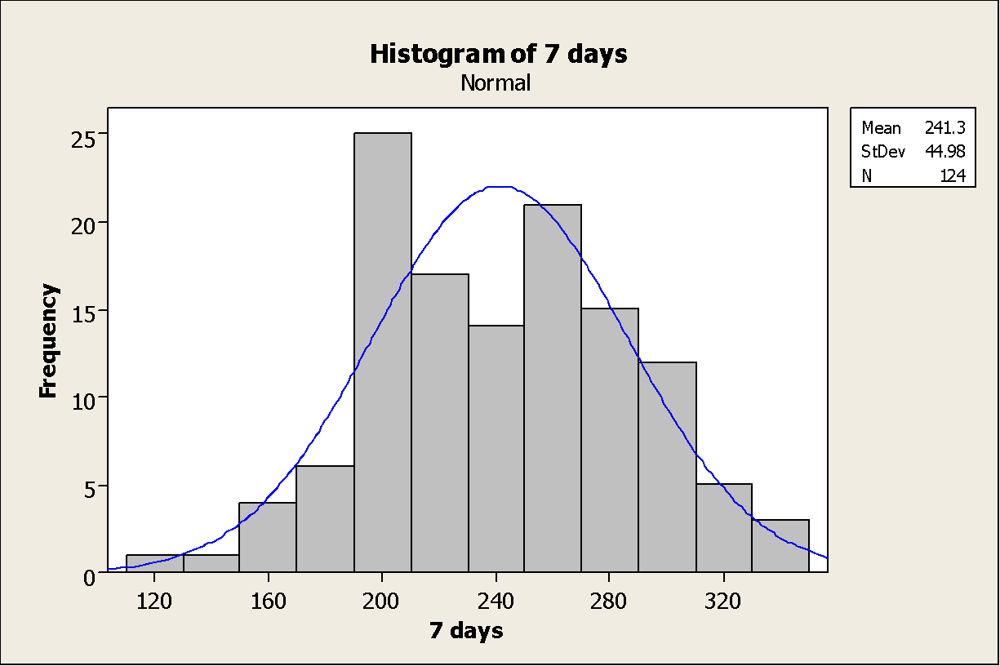 Histogram of 7 days
Normal
Mean 241.3
StDev 44.98
N 124
25
20
15
10
5
0
Frequency
120 160 200 240 280 320
7 days